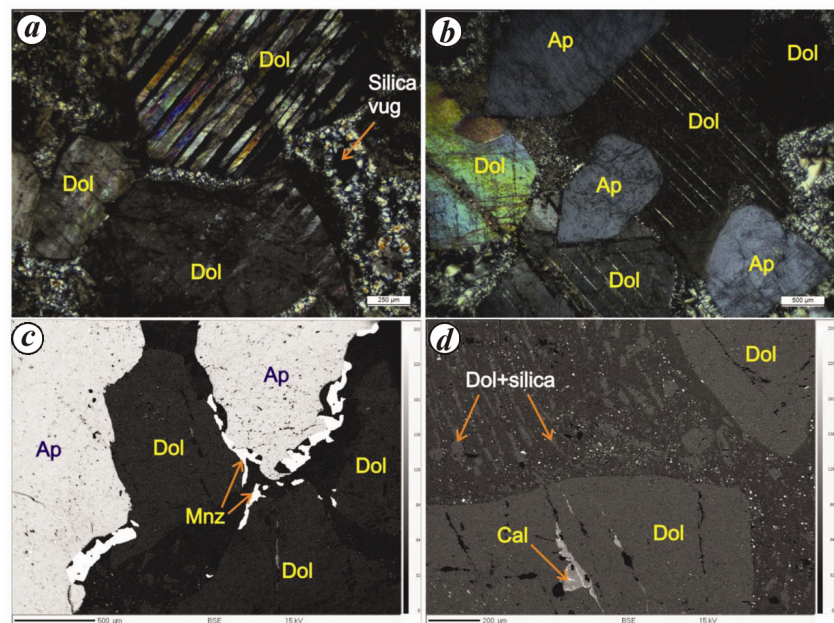 a
Dol
Silica
vug
Dol
Dol
250 µm
b
Ap
Dol
Dol
Dol
Ap
Ap
Dol
500 µm
c
Ap
Ap
Dol
Dol
Mnz
Dol
500 µm BSE 15 kV
d
Dol
Dol+silica
Dol
Cal
200 µm BSE 15 kV